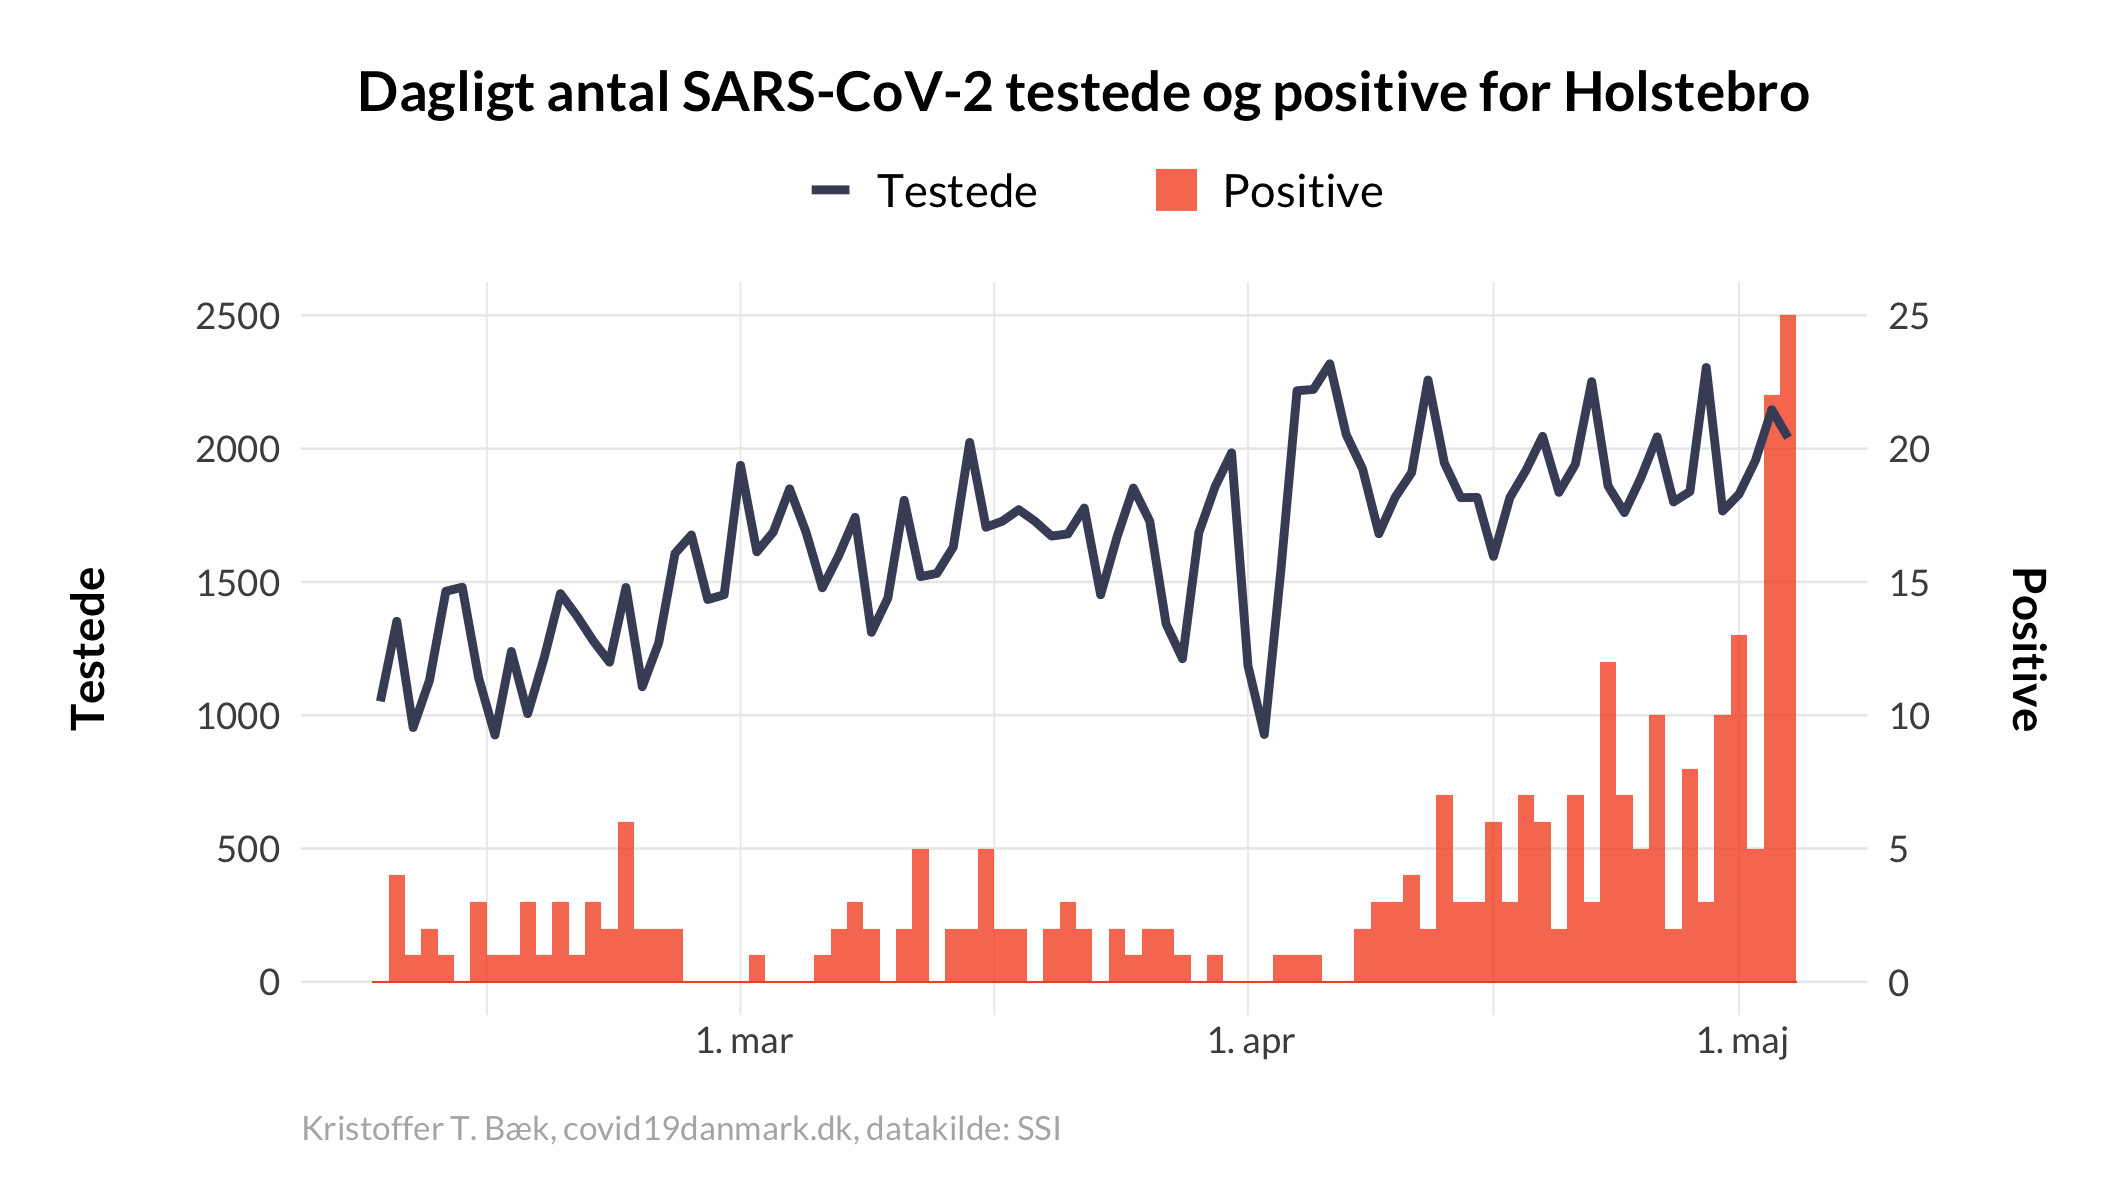 Dagligt antal SARS-CoV-2 testede og positive for Holstebro
Testede Positive
2500 25
2000 20
1500 15
1000 10
500 5
0 0
Testede
Positive
1. mar 1. apr 1. maj
Kristoffer T. Bæk, covid19danmark.dk, datakilde: SSI